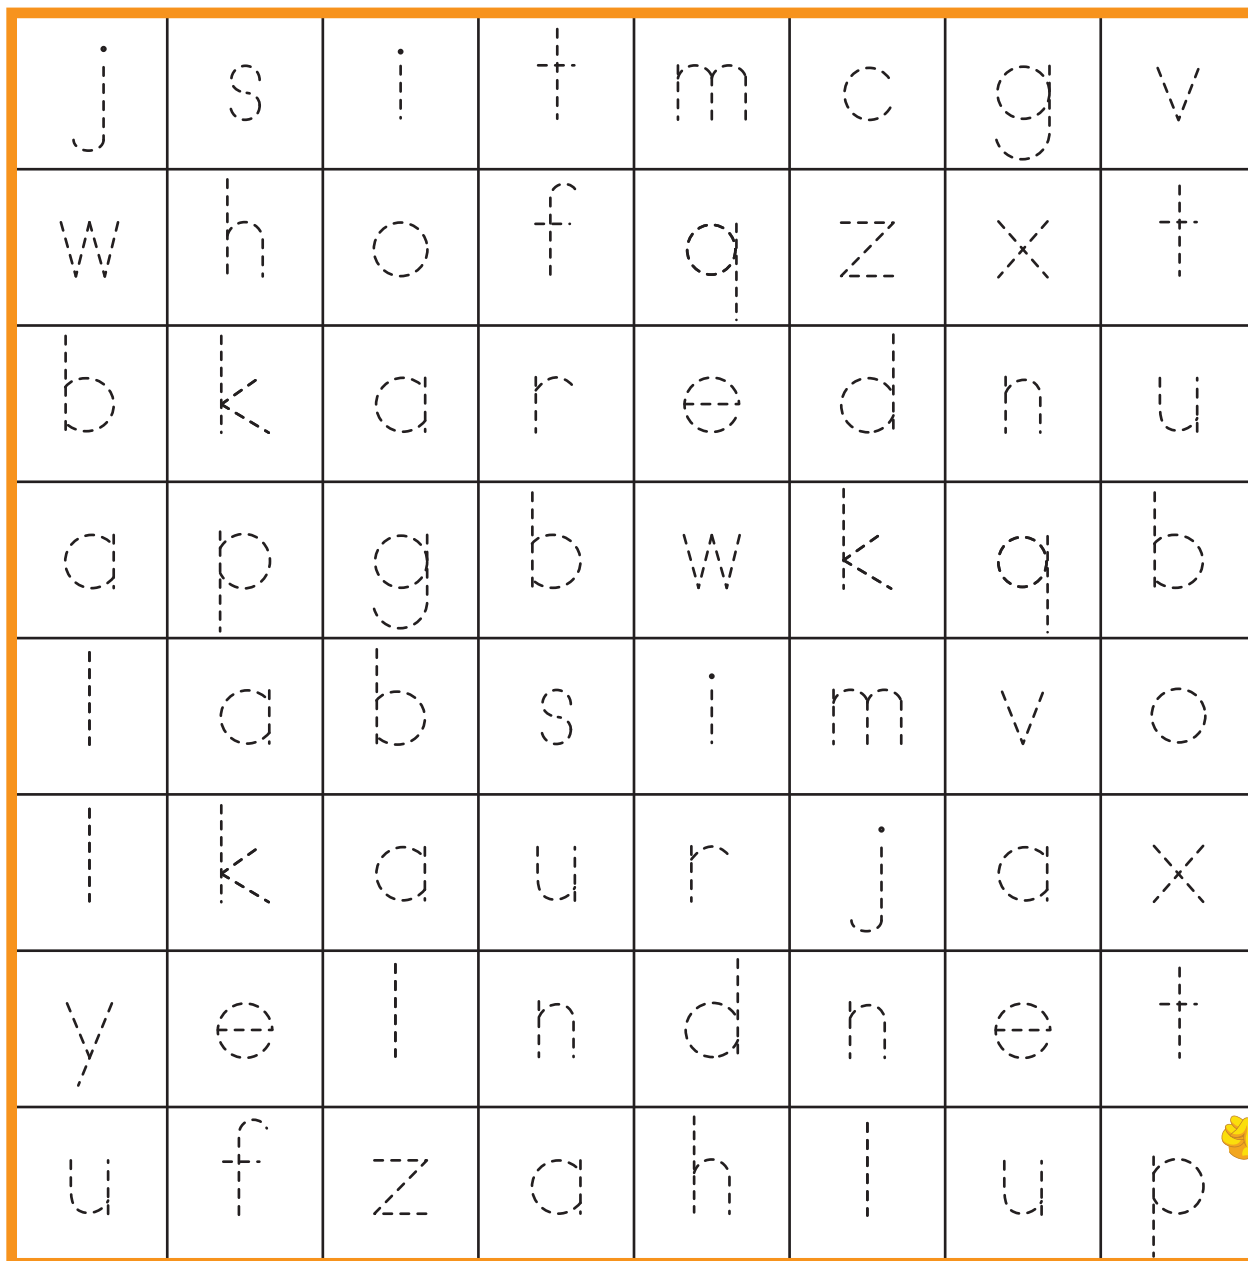 j s i t m c g v
w h o f q z x t
b k a r e d n u
a p g b w k q b
l a b s i m v o
l k a u r j a x
y e l n d n e t
u f z a h l u p